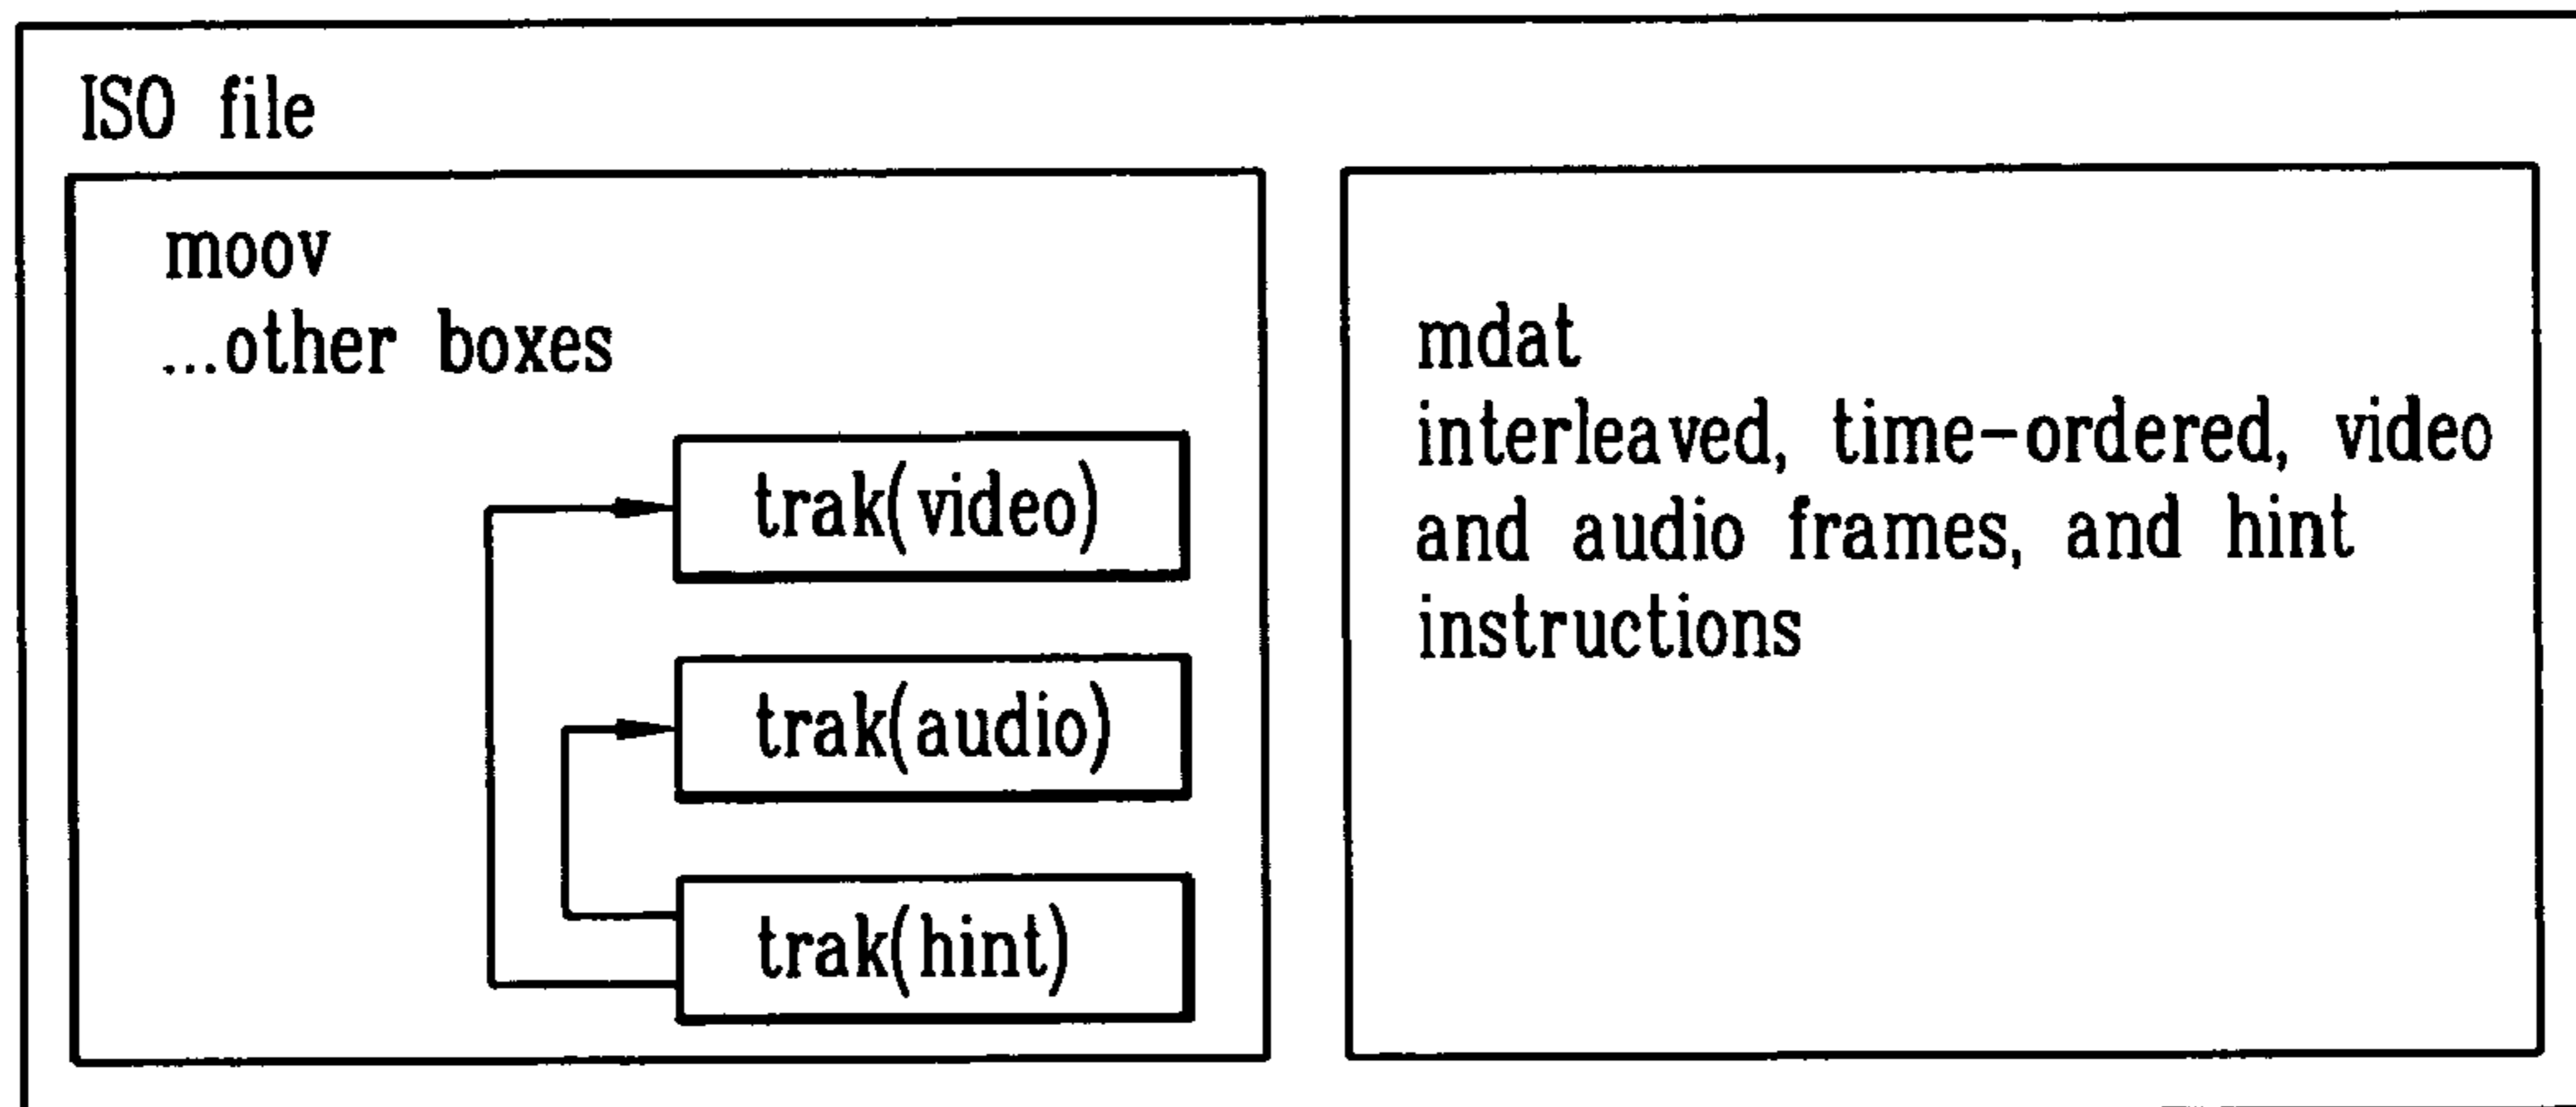 ISO file
moov
...other boxes
trak(video)
trak(audio)
trak(hint)
mdat
interleaved, time-ordered, video
and audio frames, and hint
instructions